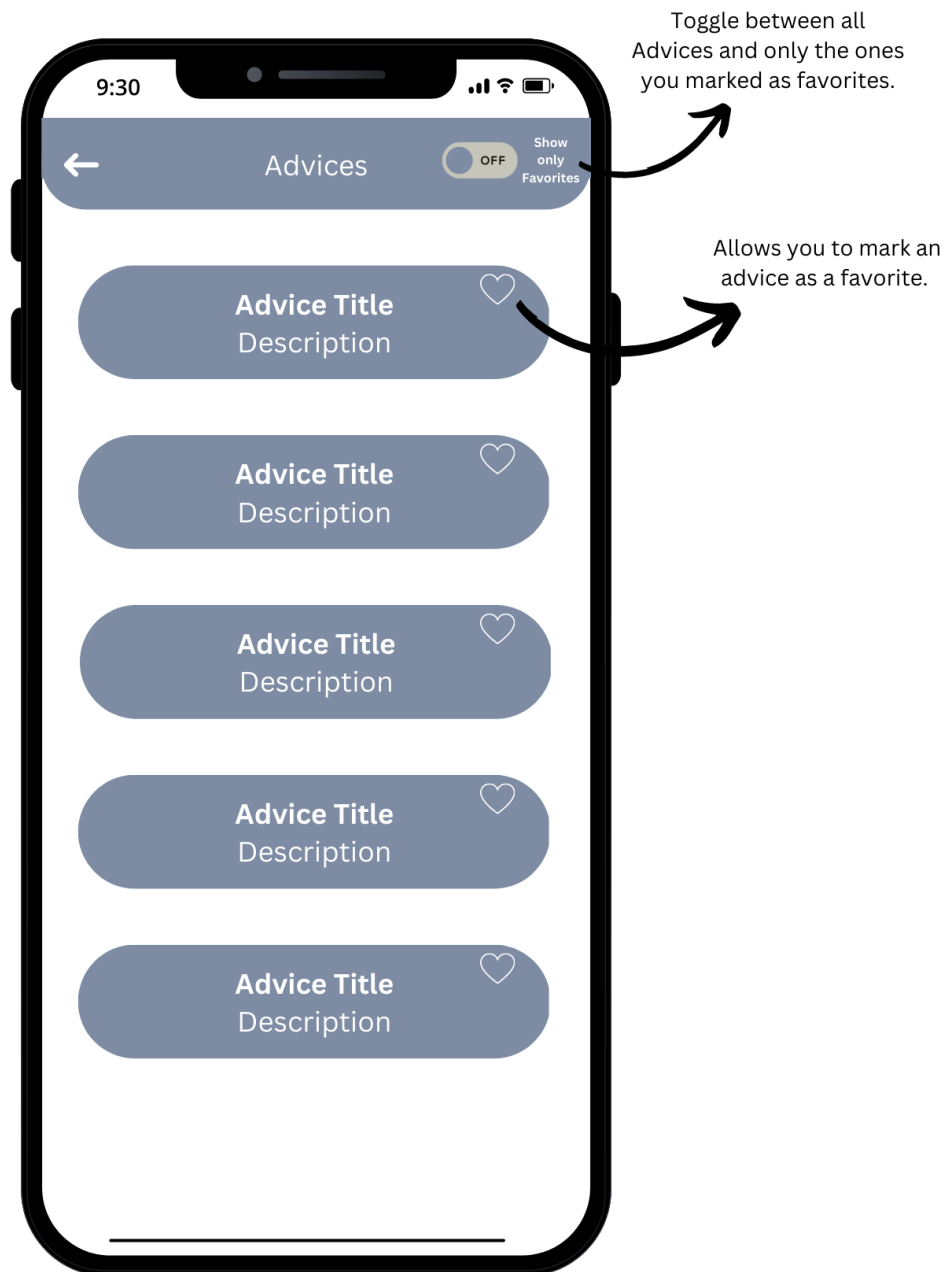 Toggle between all
Advices and only the ones
you marked as favorites.
9:30
Advices
OFF
Show
only
Favorites
Allows you to mark an
advice as a favorite.
Advice Title
Description
Advice Title
Description
Advice Title
Description
Advice Title
Description
Advice Title
Description